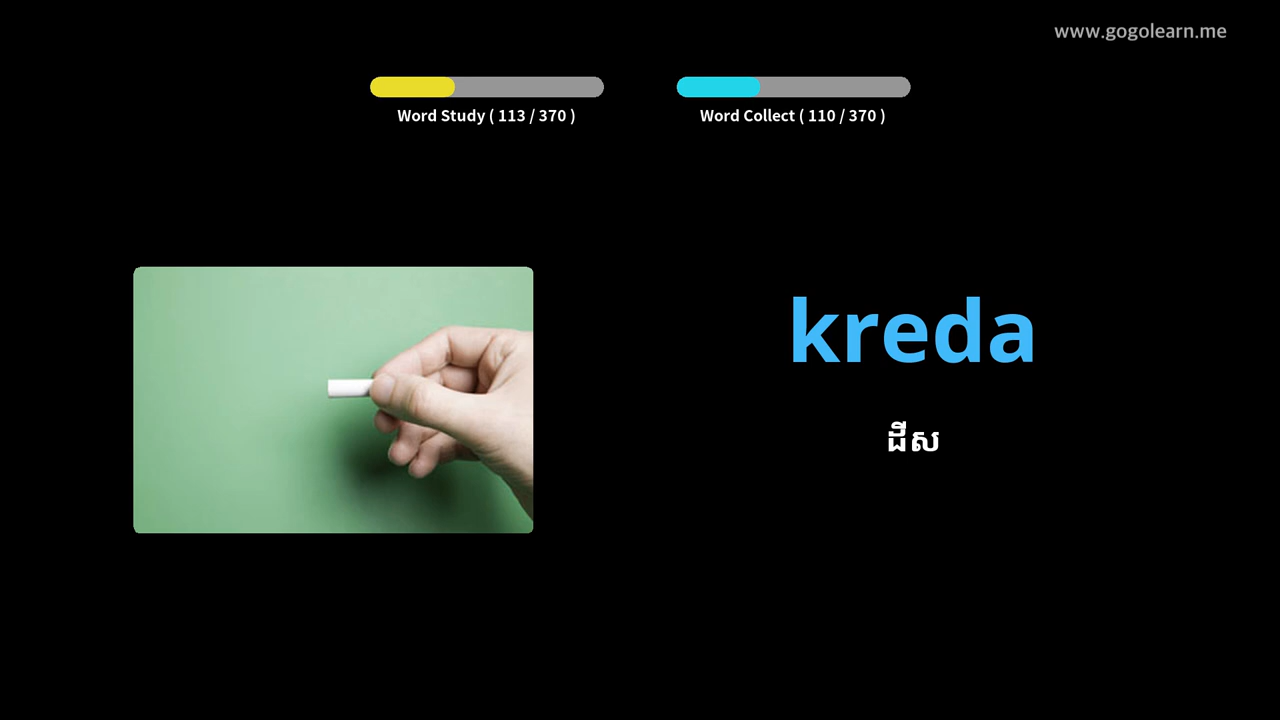 www.gogolearn.me
Word Study ( 113 / 370 )
Word Collect ( 110 / 370 )
kreda
ដីស